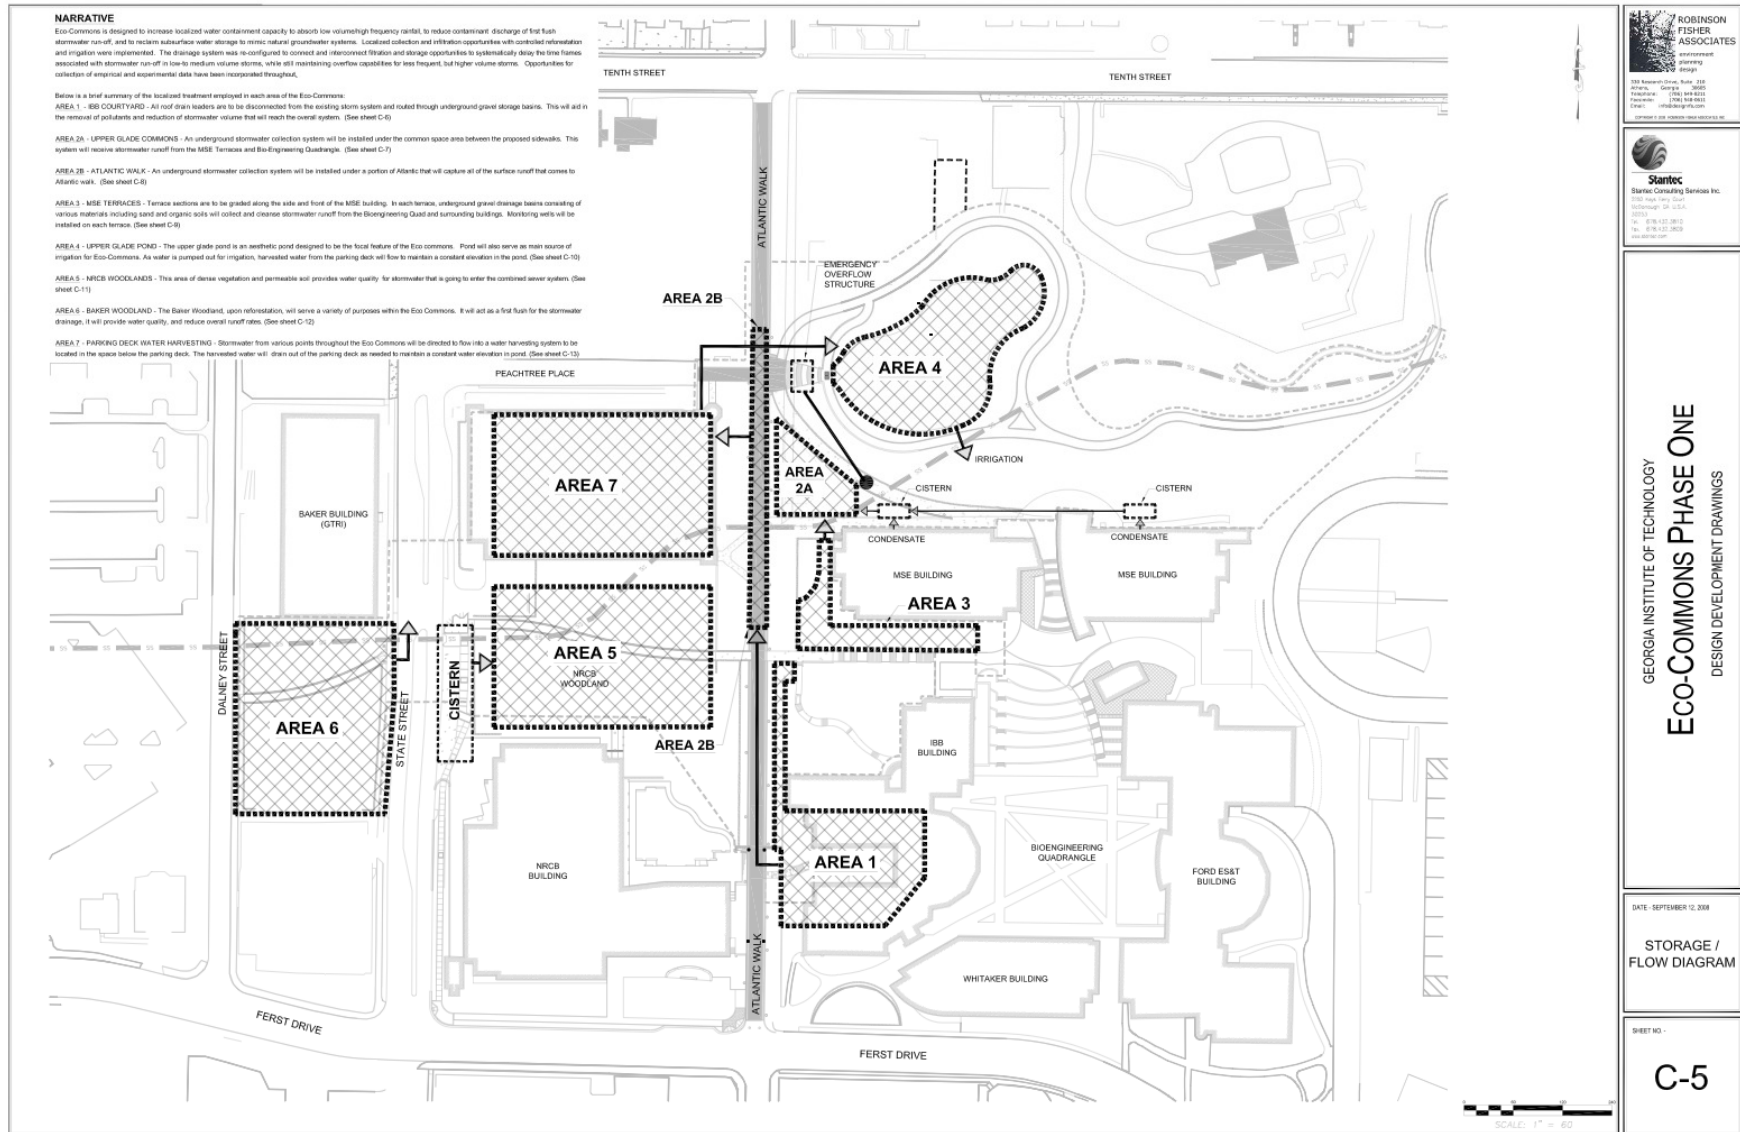 NARRATIVE
Eco-Commons is designed to increase localized water containment capacity to absorb low volume/high frequency rainfall, to reduce contaminant discharge of first flush
stormwater run-off, and to reclaim subsurface water storage to mimic natural groundwater systems. Localized collection and infiltration opportunities with controlled reforestation
and irrigation were implemented. The drainage system was re-configured to connect and interconnect filtration and storage opportunities to systematically delay the time frames
associated with stormwater run-off in low-to medium volume storms, while still maintaining overflow capabilities for less frequent, but higher volume storms. Opportunities for
collection of empirical and experimental data have been incorporated throughout.
Below is a brief summary of the localized treatment employed in each area of the Eco-Commons:
AREA 1 - IBB COURTYARD - All roof drain leaders are to be disconnected from the existing storm system and routed through underground gravel storage basins. This will aid in
the removal of pollutants and reduction of stormwater volume that will reach the overall system. (See sheet C-6)
AREA 2A - UPPER GLADE COMMONS - An underground stormwater collection system will be installed under the common space area between the proposed sidewalks. This
system will receive stormwater runoff from the MSE Terraces and Bio-Engineering Quadrangle. (See sheet C-7)
AREA 2B - ATLANTIC WALK - An underground stormwater collection system will be installed under a portion of Atlantic that will capture all of the surface runoff that comes to
Atlantic walk. (See sheet C-8)
AREA 3 - MSE TERRACES - Terrace sections are to be graded along the side and front of the MSE building. In each terrace, underground gravel drainage basins consisting of
various materials including sand and organic soils will collect and cleanse stormwater runoff from the Bioengineering Quad and surrounding buildings. Monitoring wells will be
installed on each terrace. (See sheet C-9)
AREA 4 - UPPER GLADE POND - The upper glade pond is an aesthetic pond designed to be the focal feature of the Eco commons. Pond will also serve as main source of
irrigation for Eco-Commons. As water is pumped out for irrigation, harvested water from the parking deck will flow to maintain a constant elevation in the pond. (See sheet C-10)
AREA 5 - NRCB WOODLANDS - This area of dense vegetation and permeable soil provides water quality for stormwater that is going to enter the combined sewer system. (See
sheet C-11)
AREA 6 - BAKER WOODLAND - The Baker Woodland, upon reforestation, will serve a variety of purposes within the Eco Commons. It will act as a first flush for the stormwater
drainage, it will provide water quality, and reduce overall runoff rates. (See sheet C-12)
AREA 7 - PARKING DECK WATER HARVESTING - Stormwater from various points throughout the Eco Commons will be directed to flow into a water harvesting system to be
located in the space below the parking deck. The harvested water will drain out of the parking deck as needed to maintain a constant water elevation in pond. (See sheet C-13)
TENTH STREET
TENTH STREET
ATLANTIC WALK
EMERGENCY
OVERFLOW
STRUCTURE
AREA 2B
AREA 4
PEACHTREE PLACE
IRRIGATION
AREA 7
AREA
2A
CISTERN
CISTERN
BAKER BUILDING
(GTRI)
CONDENSATE
CONDENSATE
MSE BUILDING
MSE BUILDING
AREA 3
DALNEY STREET
AREA 5
NRCB
WOODLAND
CISTERN
AREA 6
STATE STREET
AREA 2B
IBB
BUILDING
AREA 1
BIOENGINEERING
QUADRANGLE
NRCB
BUILDING
FORD ES&T
BUILDING
ATLANTIC WALK
WHITAKER BUILDING
FERST DRIVE
FERST DRIVE
SCALE: 1" = 60
ROBINSON
FISHER
ASSOCIATES
environment
planning
design
Stantec
Stantec Consulting Services Inc.
GEORGIA INSTITUTE OF TECHNOLOGY
ECO-COMMONS PHASE ONE
DESIGN DEVELOPMENT DRAWINGS
DATE - SEPTEMBER 12, 2008
STORAGE /
FLOW DIAGRAM
SHEET NO. -
C-5